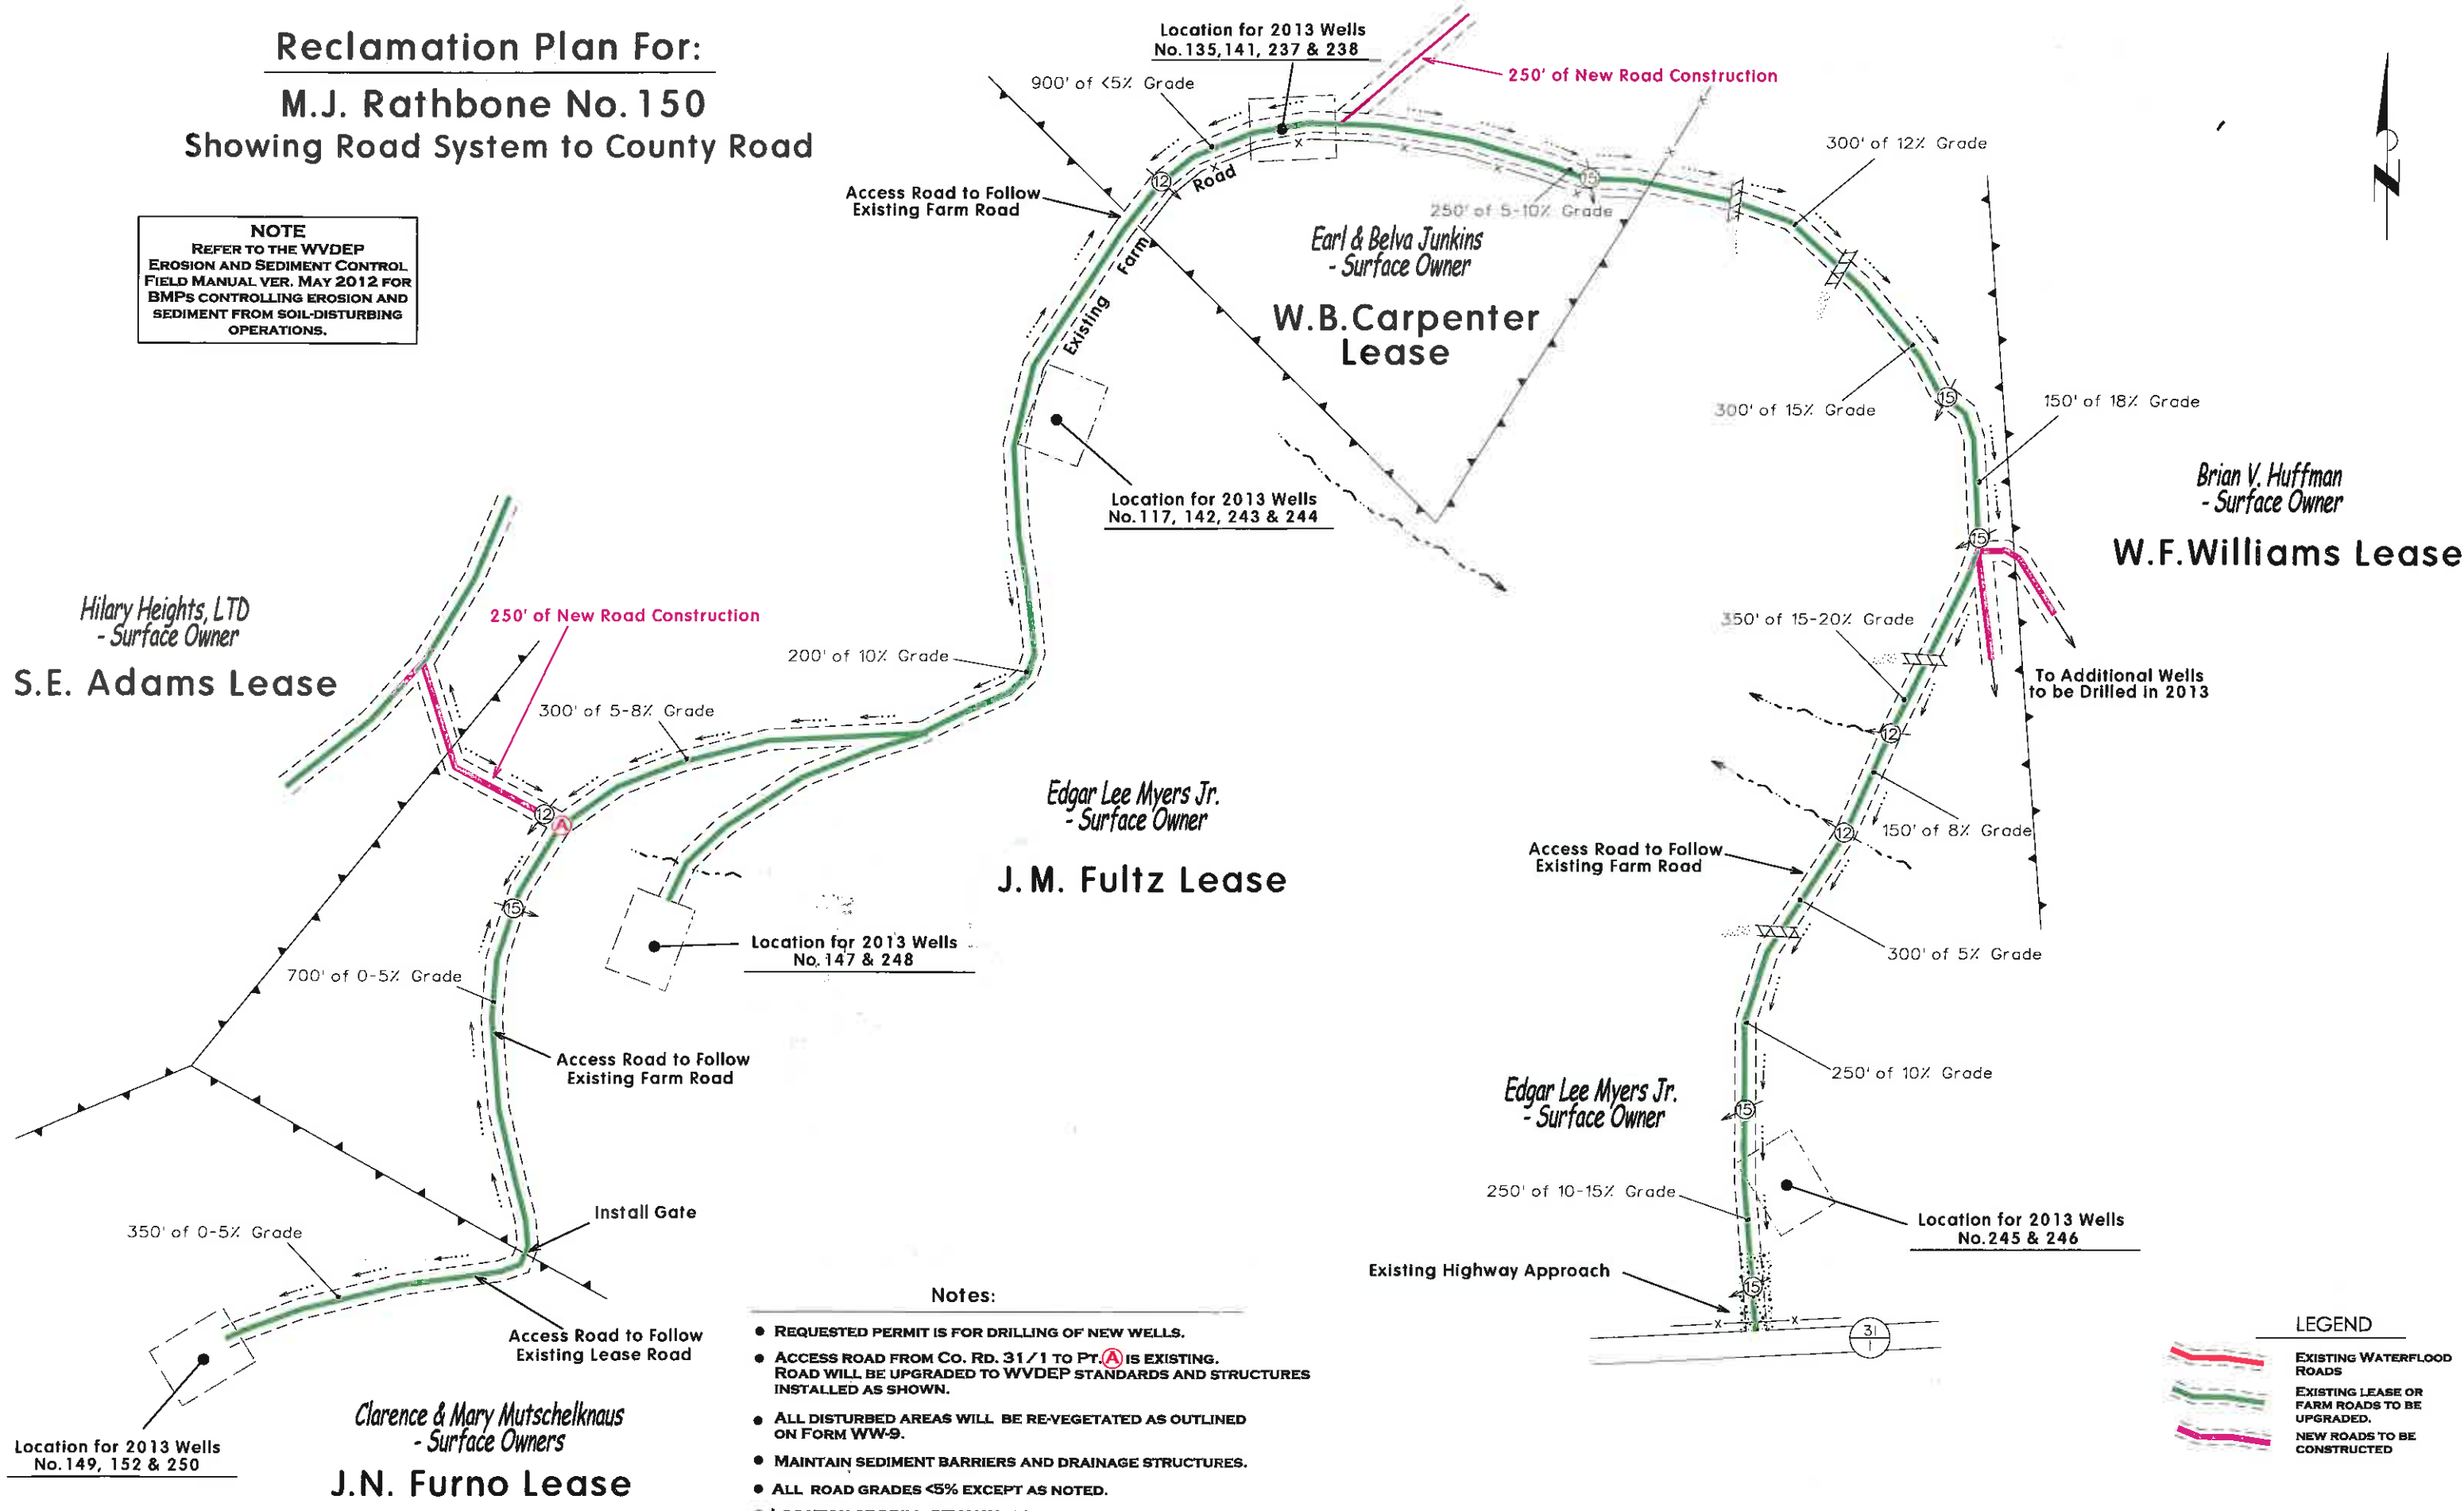 Reclamation Plan For:
M.J. Rathbone No. 150
Showing Road System to County Road
NOTE
REFER TO THE WVDEP
EROSION AND SEDIMENT CONTROL
FIELD MANUAL VER. MAY 2012 FOR
BMPS CONTROLLING EROSION AND
SEDIMENT FROM SOIL-DISTURBING
OPERATIONS.
Location for 2013 Wells
No. 135, 141, 237 & 238
900' of <5% Grade
250' of New Road Construction
300' of 12% Grade
Access Road to Follow
Existing Farm Road
12
Existing Farm Road
15
250' of 5-10% Grade
Earl & Belva Junkins
- Surface Owner
W.B. Carpenter
Lease
N
300' of 15% Grade
15
150' of 18% Grade
Location for 2013 Wells
No. 117, 142, 243 & 244
Brian V. Huffman
- Surface Owner
W.F. Williams Lease
15
Hilary Heights, LTD
- Surface Owner
S.E. Adams Lease
250' of New Road Construction
200' of 10% Grade
300' of 5-8% Grade
350' of 15-20% Grade
To Additional Wells
to be Drilled in 2013
12
12
A
12
150' of 8% Grade
Edgar Lee Myers Jr.
- Surface Owner
J.M. Fultz Lease
Access Road to Follow
Existing Farm Road
15
Location for 2013 Wells
No. 147 & 248
700' of 0-5% Grade
300' of 5% Grade
Access Road to Follow
Existing Farm Road
250' of 10% Grade
Edgar Lee Myers Jr.
- Surface Owner
15
250' of 10-15% Grade
Install Gate
350' of 0-5% Grade
Location for 2013 Wells
No. 245 & 246
Existing Highway Approach
15
31
1
Access Road to Follow
Existing Lease Road
Location for 2013 Wells
No. 149, 152 & 250
Clarence & Mary Mutschelknaus
- Surface Owners
J.N. Furno Lease
Notes:
• REQUESTED PERMIT IS FOR DRILLING OF NEW WELLS.
• ACCESS ROAD FROM CO. RD. 31/1 TO PT. A IS EXISTING.
ROAD WILL BE UPGRADED TO WVDEP STANDARDS AND STRUCTURES
INSTALLED AS SHOWN.
• ALL DISTURBED AREAS WILL BE RE-VEGETATED AS OUTLINED
ON FORM WW-9.
• MAINTAIN SEDIMENT BARRIERS AND DRAINAGE STRUCTURES.
• ALL ROAD GRADES <5% EXCEPT AS NOTED.
LEGEND
EXISTING WATERFLOOD
ROADS
EXISTING LEASE OR
FARM ROADS TO BE
UPGRADED.
NEW ROADS TO BE
CONSTRUCTED